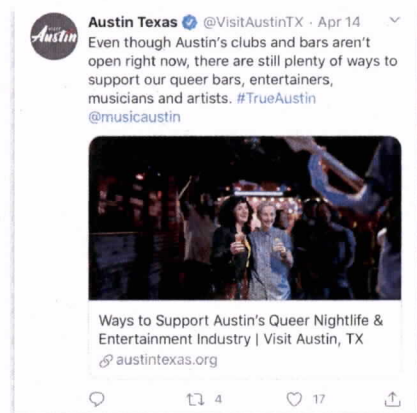 VISIT
Austin
Austin Texas @VisitAustinTX · Apr 14
Even though Austin's clubs and bars aren't
open right now, there are still plenty of ways to
support our queer bars, entertainers,
musicians and artists. #TrueAustin
@musicaustin
Ways to Support Austin's Queer Nightlife &
Entertainment Industry | Visit Austin, TX
austintexas.org
4
17